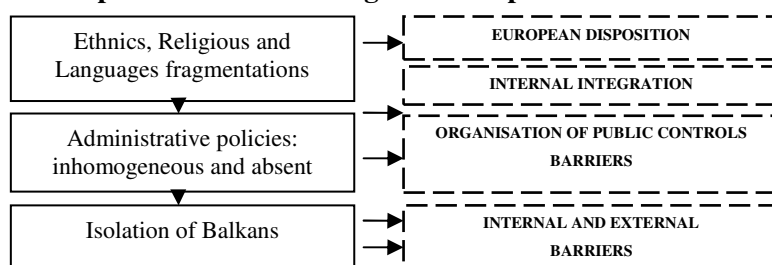 Ethnics, Religious and
Languages fragmentations
EUROPEAN DISPOSITION
INTERNAL INTEGRATION
Administrative policies:
inhomogeneous and absent
ORGANISATION OF PUBLIC CONTROLS
BARRIERS
Isolation of Balkans
INTERNAL AND EXTERNAL
BARRIERS